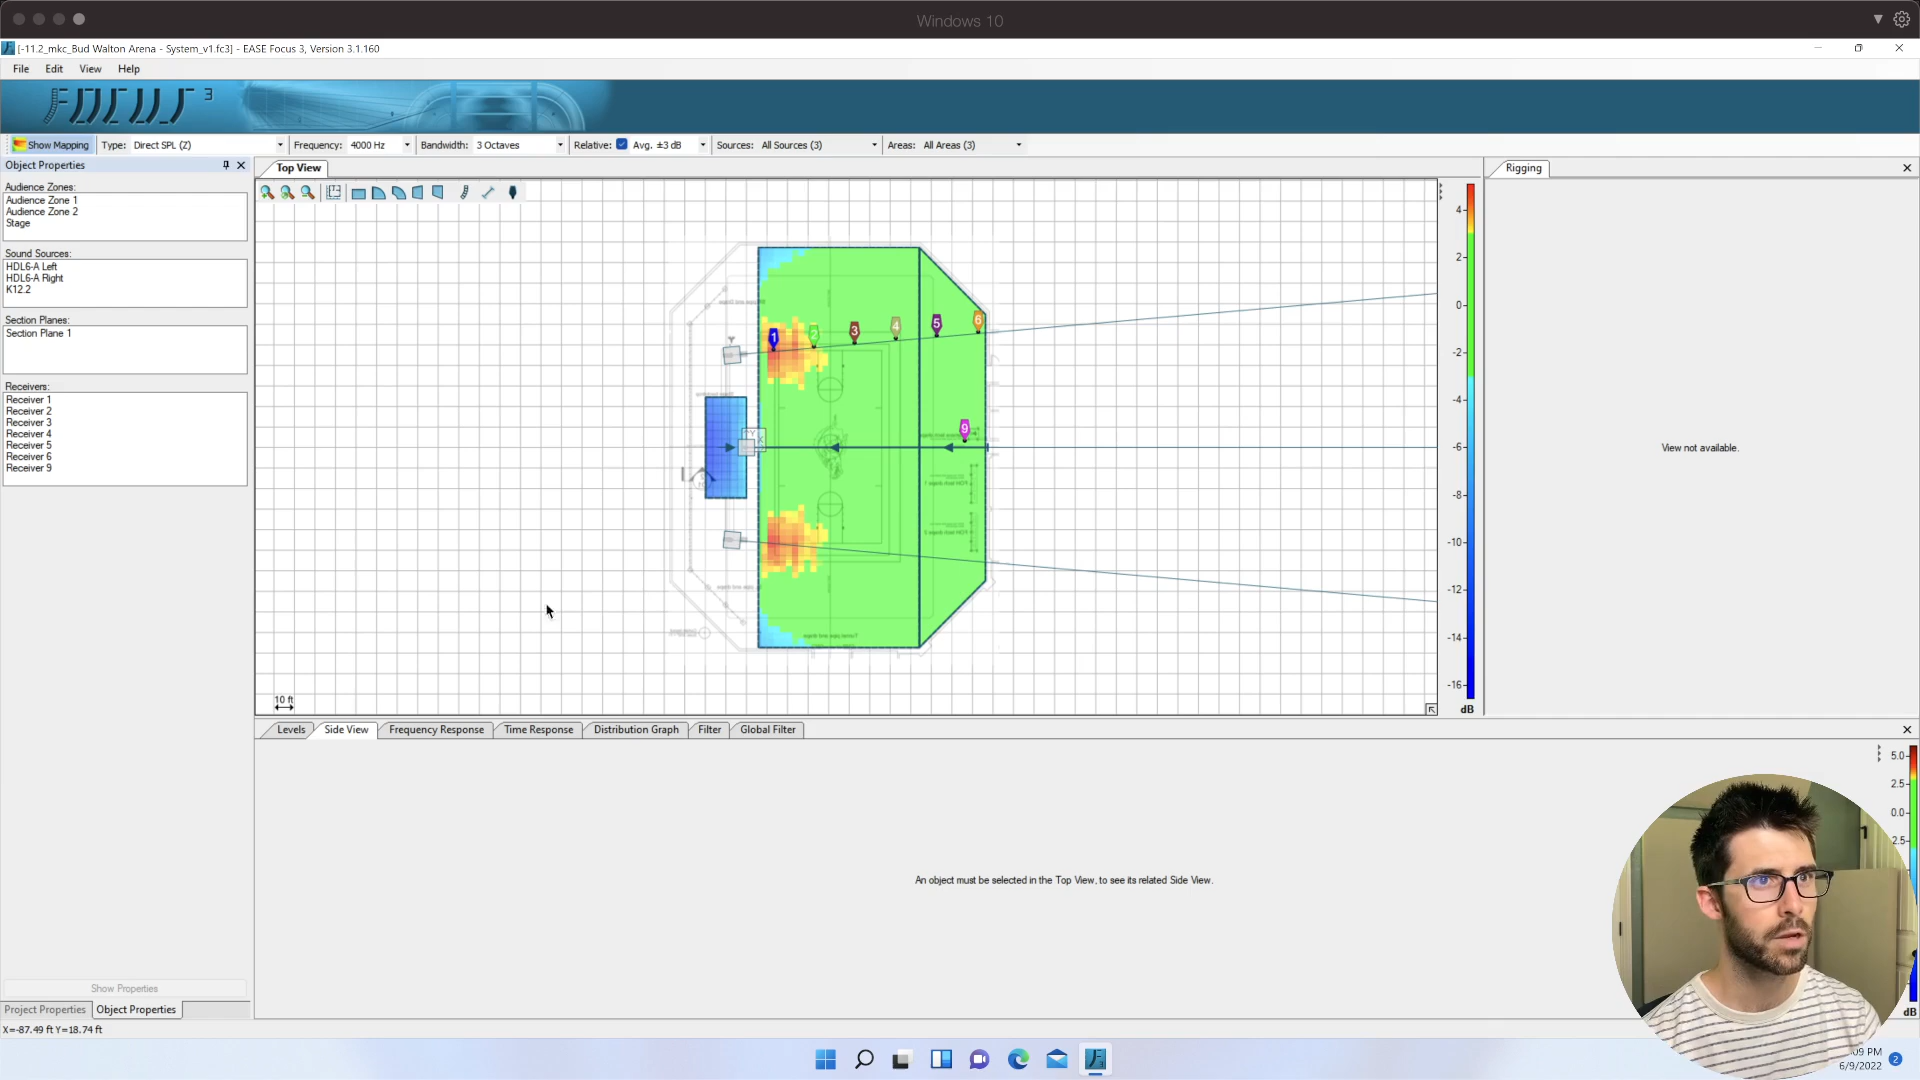 Windows 10
[-11.2_mkc_Bud Walton Arena - System_v1.fc3] - EASE Focus 3, Version 3.1.160
File Edit View Help
FOCUS 3
Show Mapping Type: Direct SPL (Z) Frequency: 4000 Hz Bandwidth: 3 Octaves Relative: Avg. ±3 dB Sources: All Sources (3) Areas: All Areas (3)
Object Properties
Audience Zones:
Audience Zone 1
Audience Zone 2
Stage
Sound Sources:
HDL6-A Left
HDL6-A Right
K12.2
Section Planes:
Section Plane 1
Receivers:
Receiver 1
Receiver 2
Receiver 3
Receiver 4
Receiver 5
Receiver 6
Receiver 9
Show Properties
Project Properties Object Properties
X=-87.49 ft Y=18.74 ft
Top View
1 2 3 4 5 6
9
Y
X
10 ft
4
2
0
-2
-4
-6
-8
-10
-12
-14
-16
dB
Rigging
View not available.
Levels Side View Frequency Response Time Response Distribution Graph Filter Global Filter
An object must be selected in the Top View, to see its related Side View.
5.0
2.5
0.0
2.5
dB
09 PM
6/9/2022
2